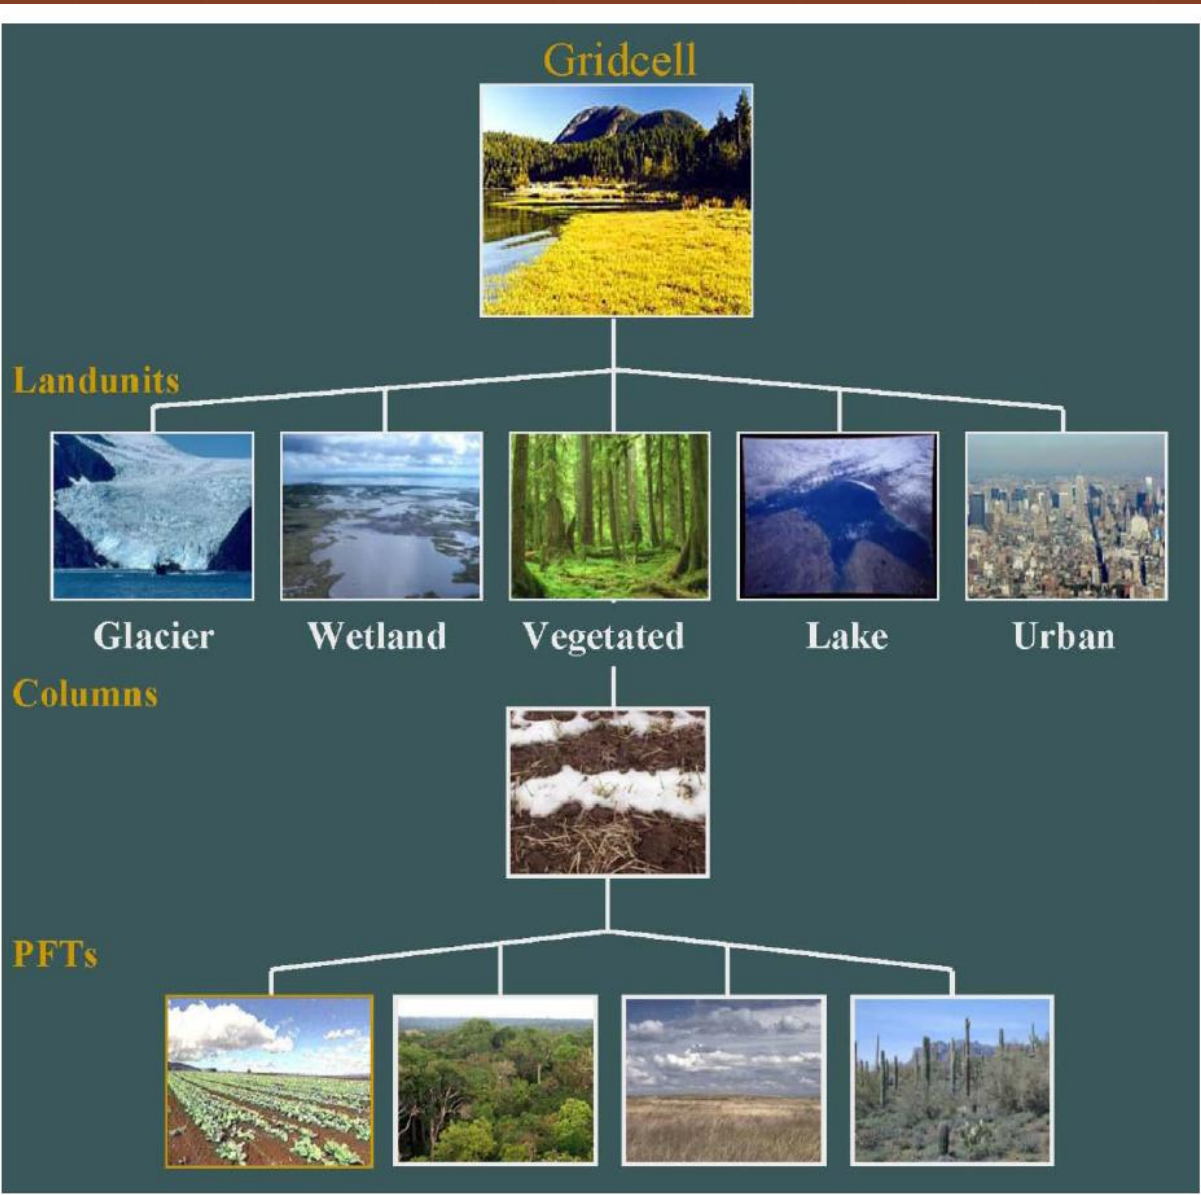 Gridcell
Landunits
Glacier
Wetland
Vegetated
Lake
Urban
Columns
PFTs